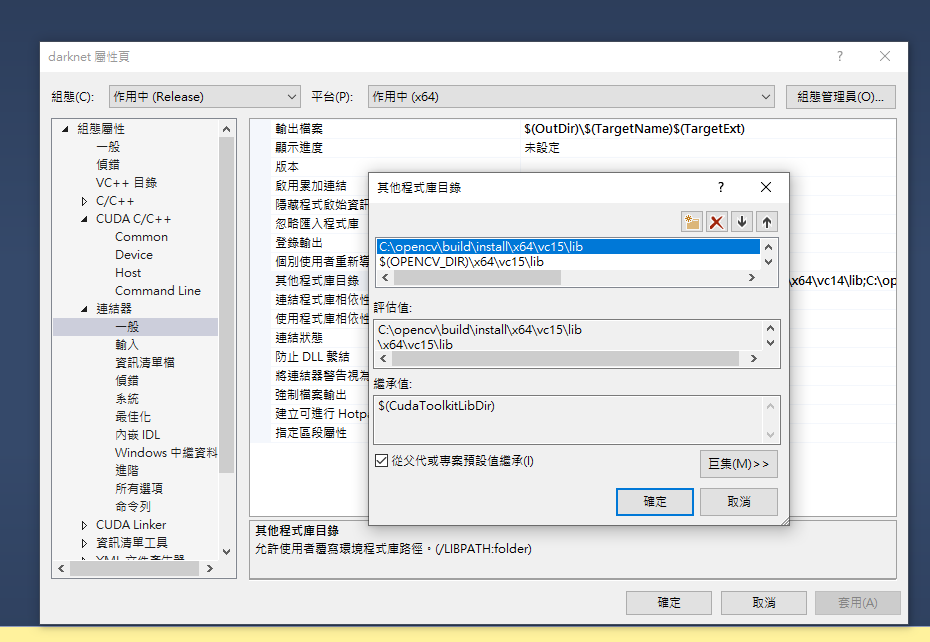 darknet 屬性頁
組態(C):
作用中 (Release)
平台(P):
作用中 (x64)
組態管理員(O)...
組態屬性
一般
偵錯
VC++ 目錄
C/C++
CUDA C/C++
Common
Device
Host
Command Line
連結器
一般
輸入
資訊清單檔
偵錯
系統
最佳化
內嵌 IDL
Windows 中繼資料
進階
所有選項
命令列
CUDA Linker
資訊清單工具
輸出檔案
$(OutDir)\$(TargetName)$(TargetExt)
顯示進度
未設定
版本
啟用累加連結
隱藏程式啟始資訊
忽略匯入程式庫
登錄輸出
個別使用者重新導
其他程式庫目錄
\x64\vc14\lib;C:\op
連結程式庫相依性
使用程式庫相依性
連結狀態
防止 DLL 繫結
將連結器警告視為
強制檔案輸出
建立可進行 Hotpa
指定區段屬性
其他程式庫目錄
C:\opencv\build\install\x64\vc15\lib
$(OPENCV_DIR)\x64\vc15\lib
評估值:
C:\opencv\build\install\x64\vc15\lib
\x64\vc15\lib
繼承值:
$(CudaToolkitLibDir)
從父代或專案預設值繼承(I)
巨集(M)>>
確定
取消
其他程式庫目錄
允許使用者覆寫環境程式庫路徑。(/LIBPATH:folder)
確定
取消
套用(A)